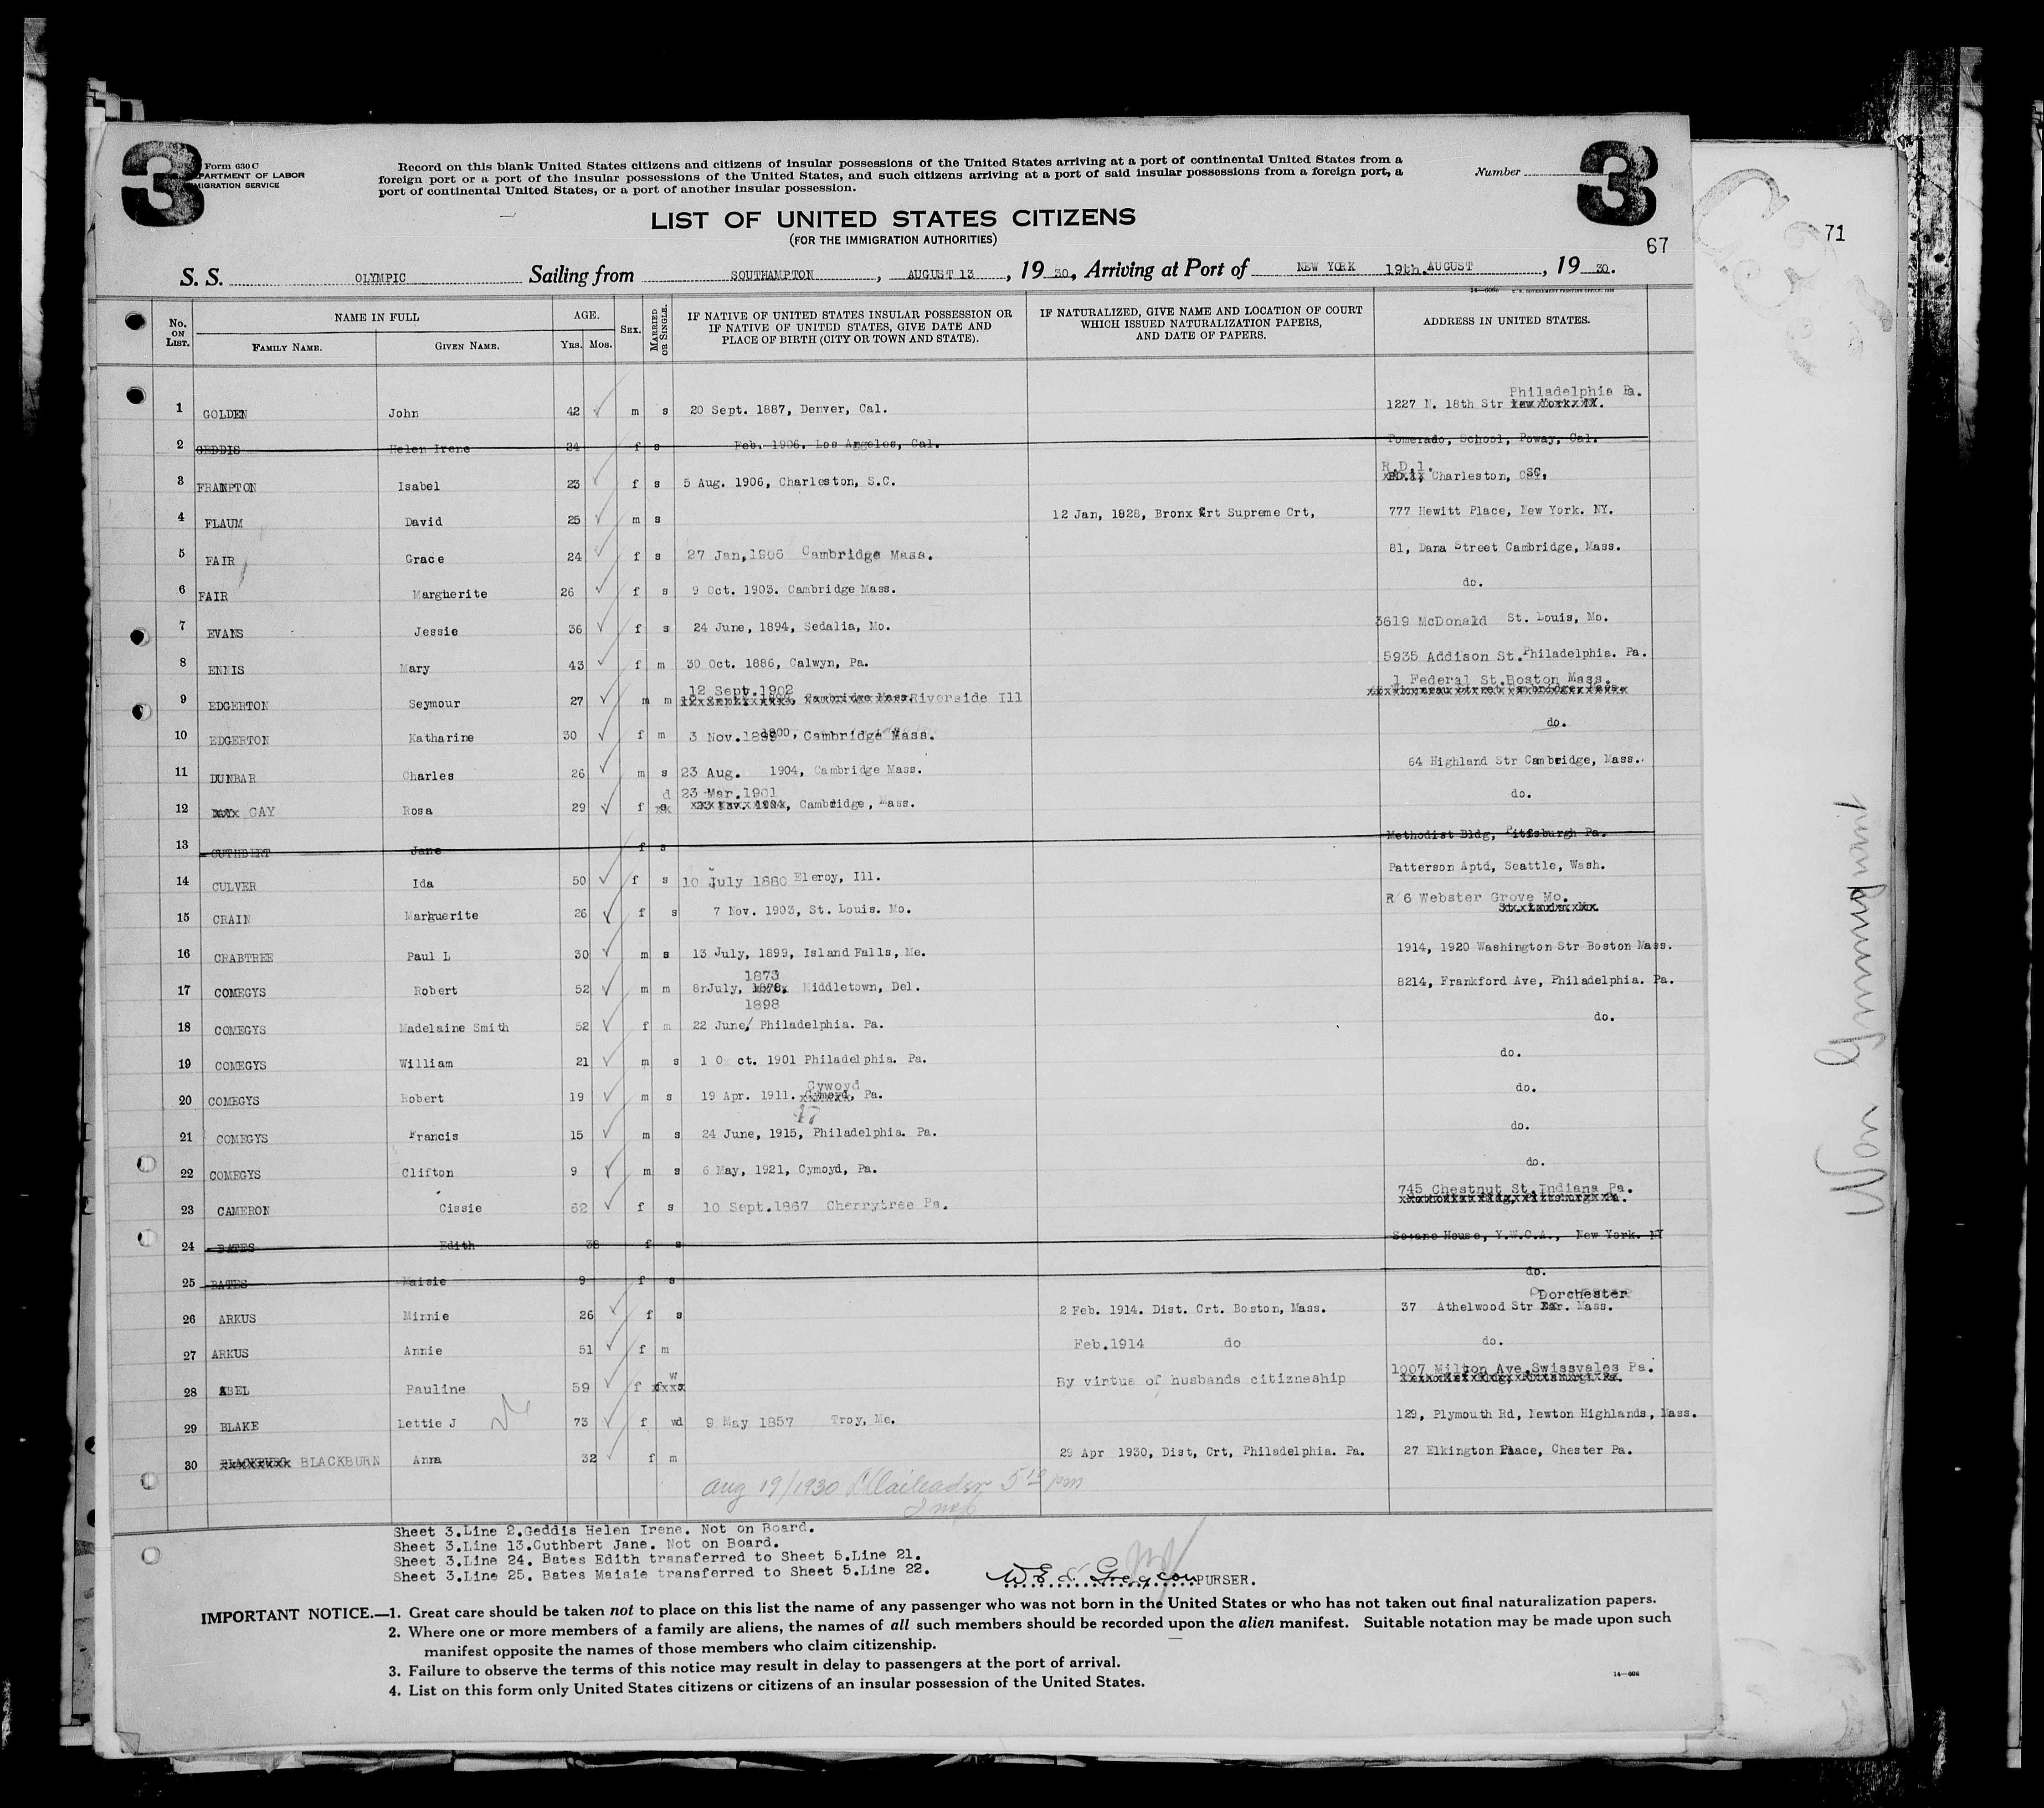 3
Form 630 C
DEPARTMENT OF LABOR
IMMIGRATION SERVICE
Record on this blank United States citizens and citizens of insular possessions of the United States arriving at a port of continental United States from a
foreign port or a port of the insular possessions of the United States, and such citizens arriving at a port of said insular possessions from a foreign port, a
port of continental United States, or a port of another insular possession.
Number
3
67
71
LIST OF UNITED STATES CITIZENS
(FOR THE IMMIGRATION AUTHORITIES)
S. S. OLYMPIC Sailing from SOUTHAMPTON, AUGUST 13, 19 30, Arriving at Port of NEW YORK 19th. AUGUST, 19 30.
No. ON LIST. NAME IN FULL FAMILY NAME. GIVEN NAME. AGE. YRS. MOS. SEX. MARRIED OR SINGLE. IF NATIVE OF UNITED STATES INSULAR POSSESSION OR IF NATIVE OF UNITED STATES, GIVE DATE AND PLACE OF BIRTH (CITY OR TOWN AND STATE). IF NATURALIZED, GIVE NAME AND LOCATION OF COURT WHICH ISSUED NATURALIZATION PAPERS, AND DATE OF PAPERS. ADDRESS IN UNITED STATES.
1 GOLDEN John 42 m s 20 Sept. 1887, Denver, Cal. 1227 N. 18th Str Philadelphia Pa.
2 GEDDIS Helen Irene 24 f s Feb. 1906. Los Angeles, Cal. Pomerado, School, Poway, Cal.
3 FRAMPTON Isabel 23 f s 5 Aug. 1906, Charleston, S.C. R.D.1. Charleston, SC.
4 FLAUM David 25 m s 12 Jan, 1928, Bronx Crt Supreme Crt, 777 Hewitt Place, New York. NY.
5 FAIR Grace 24 f s 27 Jan, 1906 Cambridge Mass. 81, Dana Street Cambridge, Mass.
6 FAIR Margherite 26 f s 9 Oct. 1903. Cambridge Mass. do.
7 EVANS Jessie 36 f s 24 June, 1894, Sedalia, Mo. 3619 McDonald St. Louis, Mo.
8 ENNIS Mary 43 f m 30 Oct. 1886, Calwyn, Pa. 5935 Addison St. Philadelphia. Pa.
9 EDGERTON Seymour 27 m m 12 Sept. 1902 Riverside Ill 1 Federal St. Boston Mass.
10 EDGERTON Katharine 30 f m 3 Nov. 1899 1900, Cambridge Mass. do.
11 DUNBAR Charles 26 m s 23 Aug. 1904, Cambridge Mass. 64 Highland Str Cambridge, Mass.
12 GAY Rosa 29 f d 23 Mar. 1901 Cambridge, Mass. do.
13 CUTHBERT Jane f s Methodist Bldg, Pittsburgh Pa.
14 CULVER Ida 50 f s 10 July 1880 Eleroy, Ill. Patterson Aptd, Seattle, Wash.
15 CRAIN Marguerite 26 f s 7 Nov. 1903, St. Louis. Mo. R/6 Webster Grove Mo.
16 CRABTREE Paul L 30 m s 13 July, 1899, Island Falls, Me. 1914, 1920 Washington Str Boston Mass.
17 COMEGYS Robert 52 m m 8 July, 1873 Middletown, Del. 8214, Frankford Ave, Philadelphia. Pa.
18 COMEGYS Madelaine Smith 52 f m 22 June/ 1898 Philadelphia. Pa. do.
19 COMEGYS William 21 m s 1 Oct. 1901 Philadelphia. Pa. do.
20 COMEGYS Robert 19 m s 19 Apr. 1911. Cywoyd Pa. do.
21 COMEGYS Francis 15 m s 24 June, 1915, Philadelphia. Pa. do.
22 COMEGYS Clifton 9 m s 6 May, 1921, Cymoyd, Pa. do.
23 CAMERON Cissie 62 f s 10 Sept. 1867 Cherrytree Pa. 745 Chestnut St. Indiana Pa.
24 BATES Edith 38 f s House, Y.W.C.A., New York. NY
25 BATES Maisie 9 f s do.
26 ARKUS Minnie 26 f s 2 Feb. 1914. Dist. Crt. Boston, Mass. 37 Athelwood Str Dorchester Mass.
27 ARKUS Annie 51 f m Feb. 1914 do do.
28 ABEL Pauline 59 f w By virtue of husbands citizneship 1007 Milton Ave, Swissvales Pa.
29 BLAKE Lettie J 73 f wd 9 May 1857 Troy, Me. 129, Plymouth Rd, Newton Highlands, Mass.
30 BLACKBURN Anna 32 f m 29 Apr 1930, Dist, Crt, Philadelphia. Pa. 27 Elkington Place, Chester Pa.
Aug 19/1930
Sheet 3. Line 2. Geddis Helen Irene. Not on Board.
Sheet 3. Line 13. Cuthbert Jane. Not on Board.
Sheet 3. Line 24. Bates Edith transferred to Sheet 5. Line 21.
Sheet 3. Line 25. Bates Maisie transferred to Sheet 5. Line 22.
PURSER.
IMPORTANT NOTICE.—1. Great care should be taken not to place on this list the name of any passenger who was not born in the United States or who has not taken out final naturalization papers.
2. Where one or more members of a family are aliens, the names of all such members should be recorded upon the alien manifest. Suitable notation may be made upon such
manifest opposite the names of those members who claim citizenship.
3. Failure to observe the terms of this notice may result in delay to passengers at the port of arrival.
4. List on this form only United States citizens or citizens of an insular possession of the United States.
14—608
Non Immigrant